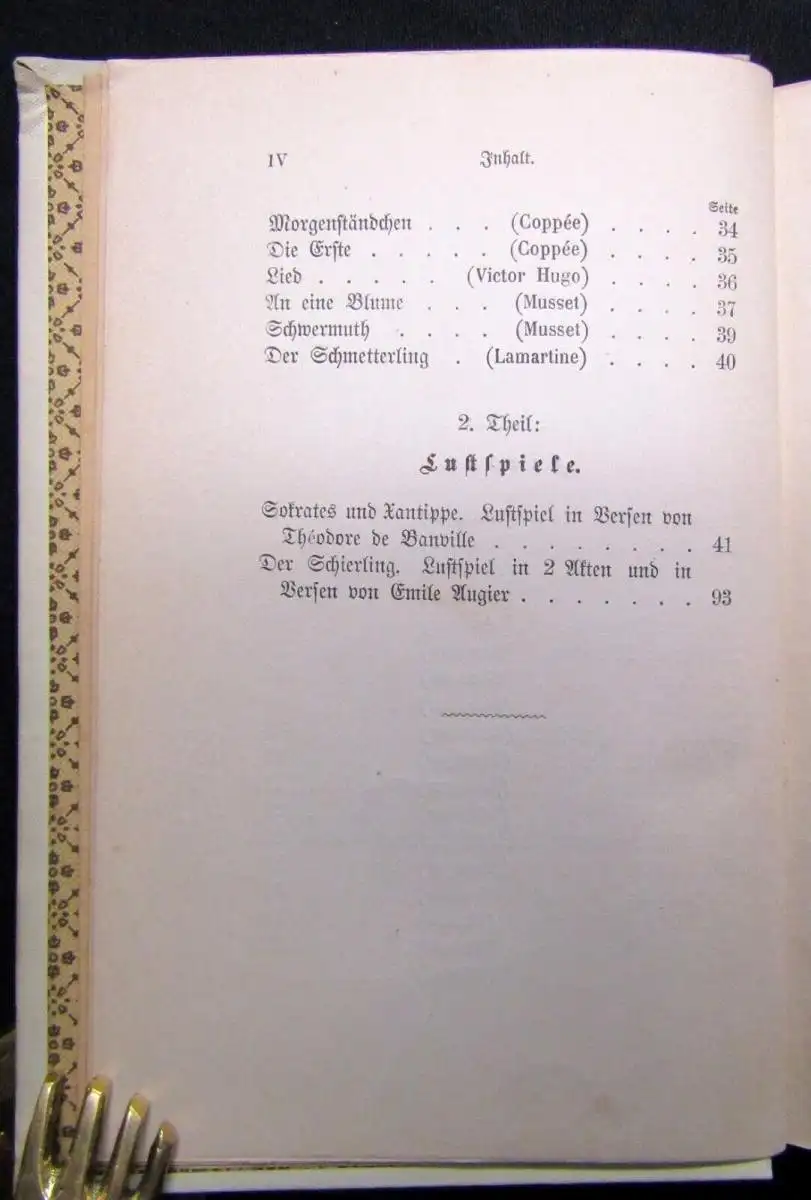 IV Inhalt.
Seite
Morgenständchen . . . (Coppée) . . . . 34
Die Erste . . . . . (Coppée) . . . . 35
Lied . . . . . (Victor Hugo) . . . . 36
An eine Blume . . . (Musset) . . . . 37
Schwermuth . . . . (Musset) . . . . 39
Der Schmetterling . (Lamartine) . . . . 40
2. Theil:
Lustspiele.
Sokrates und Xantippe. Lustspiel in Versen von
Théodore de Banville . . . . . . . . 41
Der Schierling. Lustspiel in 2 Akten und in
Versen von Emile Augier . . . . . . . 93